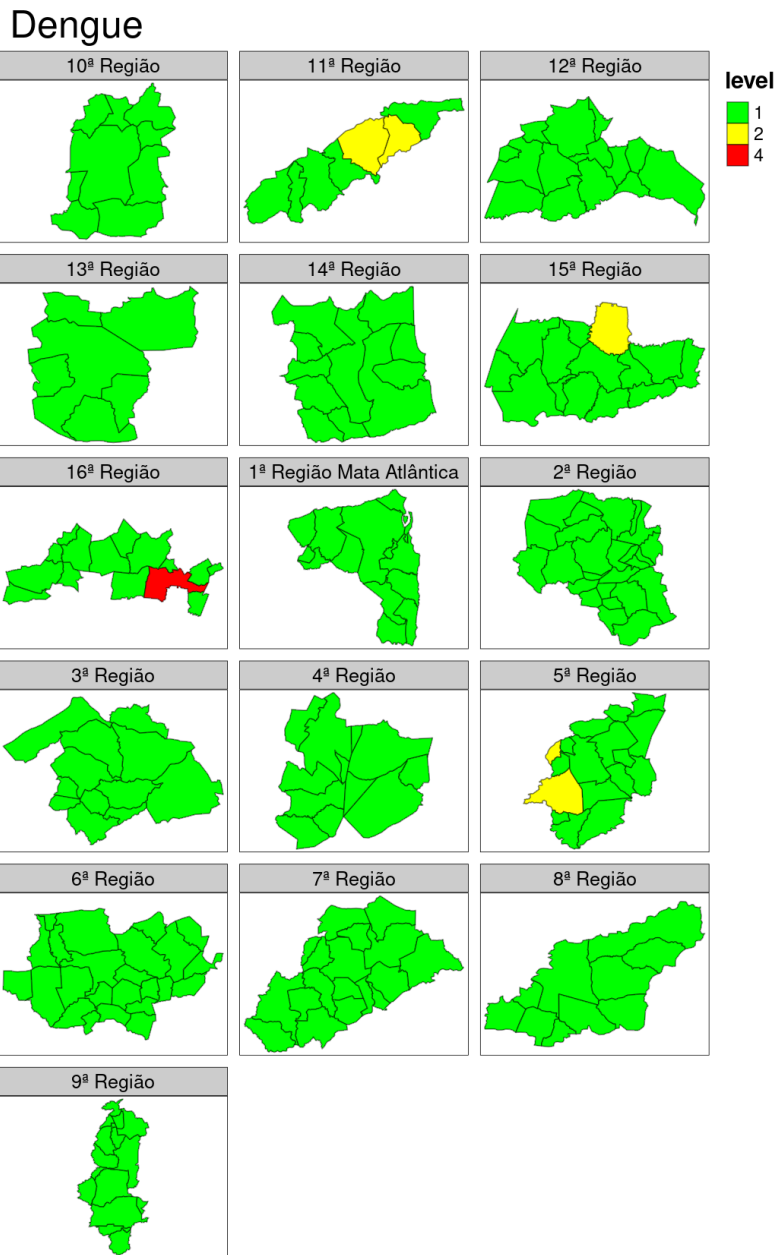 Dengue
10ª Região
11ª Região
12ª Região
level
1
2
4
13ª Região
14ª Região
15ª Região
16ª Região
1ª Região Mata Atlântica
2ª Região
3ª Região
4ª Região
5ª Região
6ª Região
7ª Região
8ª Região
9ª Região